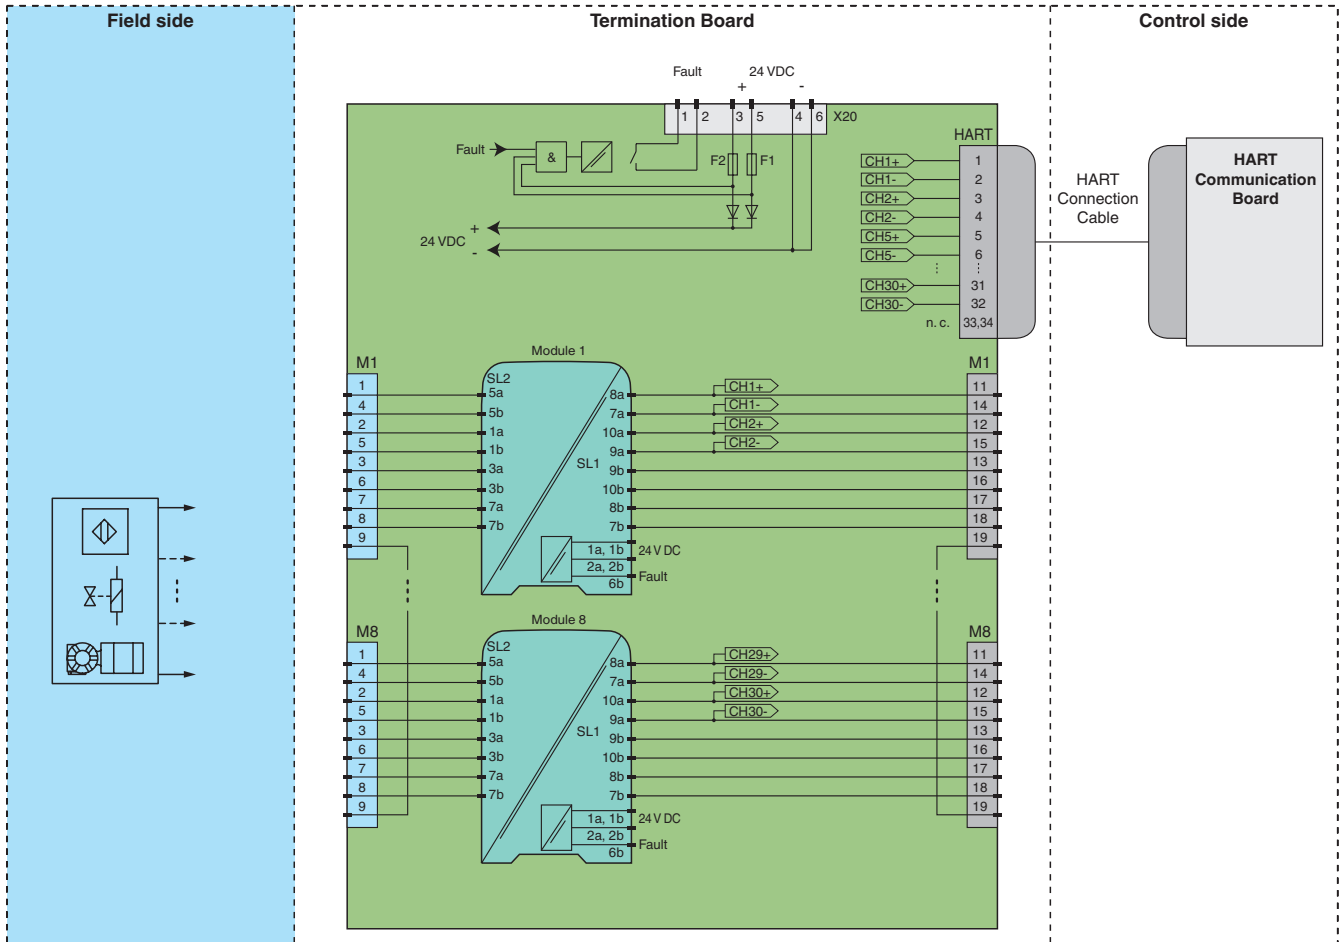 Field side
Termination Board
Control side
Fault
24 VDC
+
-
1
2
3
5
4
6
X20
Fault
&
F2
F1
+
24 VDC
-
HART
CH1+
1
CH1-
2
CH2+
3
CH2-
4
CH5+
5
CH5-
6
CH30+
31
CH30-
32
n. c.
33,34
HART
Connection
Cable
HART
Communication
Board
Module 1
M1
1
4
2
5
3
6
7
8
9
SL2
5a
5b
1a
1b
3a
3b
7a
7b
SL1
8a
7a
10a
9a
9b
10b
8b
7b
1a, 1b
2a, 2b
6b
24 V DC
Fault
CH1+
CH1-
CH2+
CH2-
M1
11
14
12
15
13
16
17
18
19
Module 8
M8
1
4
2
5
3
6
7
8
9
SL2
5a
5b
1a
1b
3a
3b
7a
7b
SL1
8a
7a
10a
9a
9b
10b
8b
7b
1a, 1b
2a, 2b
6b
24 V DC
Fault
CH29+
CH29-
CH30+
CH30-
M8
11
14
12
15
13
16
17
18
19